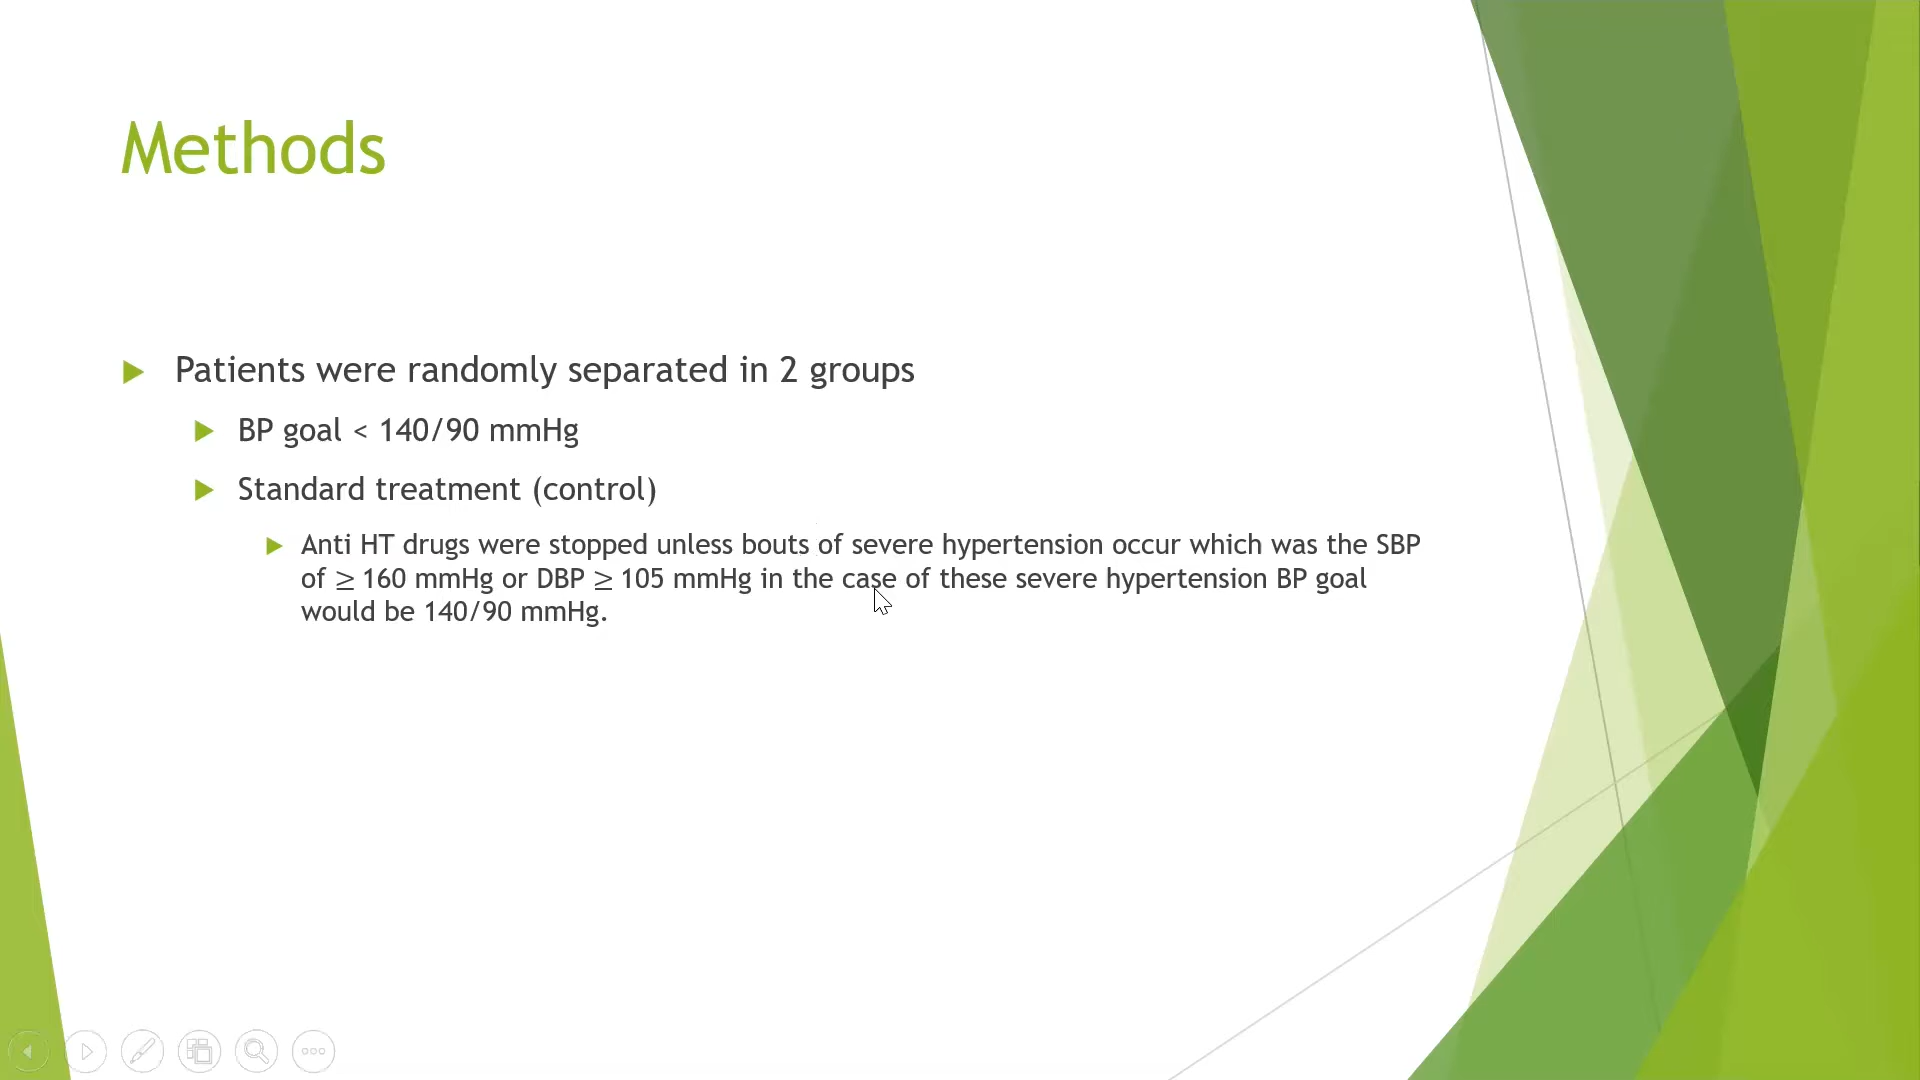 Methods
Patients were randomly separated in 2 groups
BP goal < 140/90 mmHg
Standard treatment (control)
Anti HT drugs were stopped unless bouts of severe hypertension occur which was the SBP
of ≥ 160 mmHg or DBP ≥ 105 mmHg in the case of these severe hypertension BP goal
would be 140/90 mmHg.